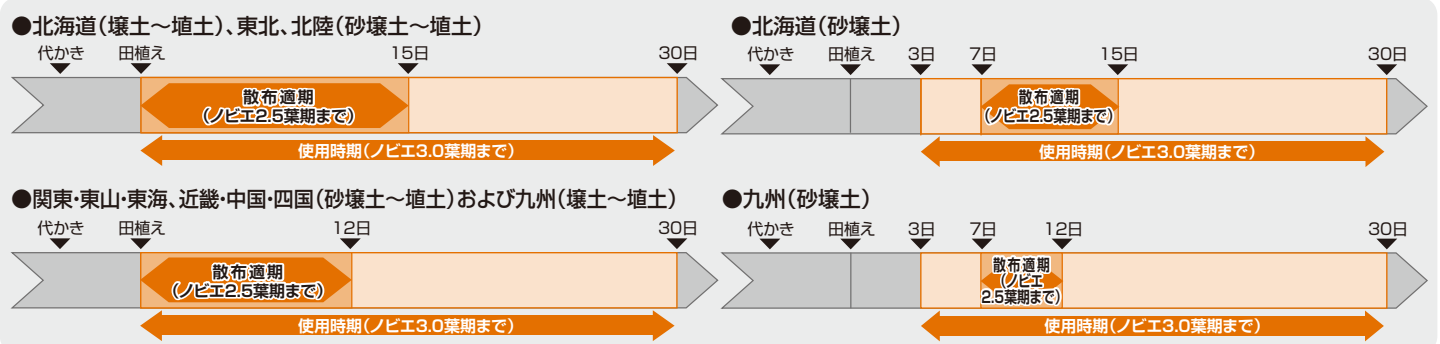 ●北海道(壌土～埴土)、東北、北陸(砂壌土～埴土)
代かき 田植え 15日 30日
散布適期
(ノビエ2.5葉期まで)
使用時期(ノビエ3.0葉期まで)
●北海道(砂壌土)
代かき 田植え 3日 7日 15日 30日
散布適期
(ノビエ2.5葉期まで)
使用時期(ノビエ3.0葉期まで)
●関東・東山・東海、近畿・中国・四国(砂壌土～埴土)および九州(壌土～埴土)
代かき 田植え 12日 30日
散布適期
(ノビエ2.5葉期まで)
使用時期(ノビエ3.0葉期まで)
●九州(砂壌土)
代かき 田植え 3日 7日 12日 30日
散布適期
(ノビエ
2.5葉期まで)
使用時期(ノビエ3.0葉期まで)